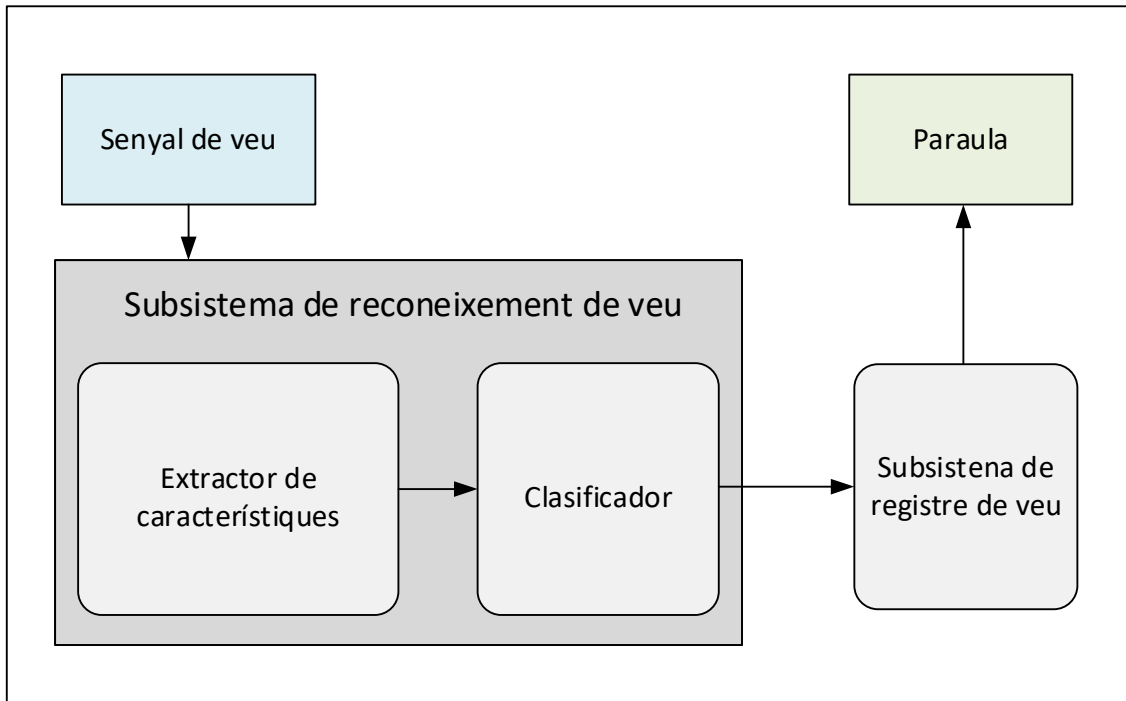 Senyal de veu
Paraula
Subsistema de reconeixement de veu
Extractor de
característiques
Clasificador
Subsistena de
registre de veu